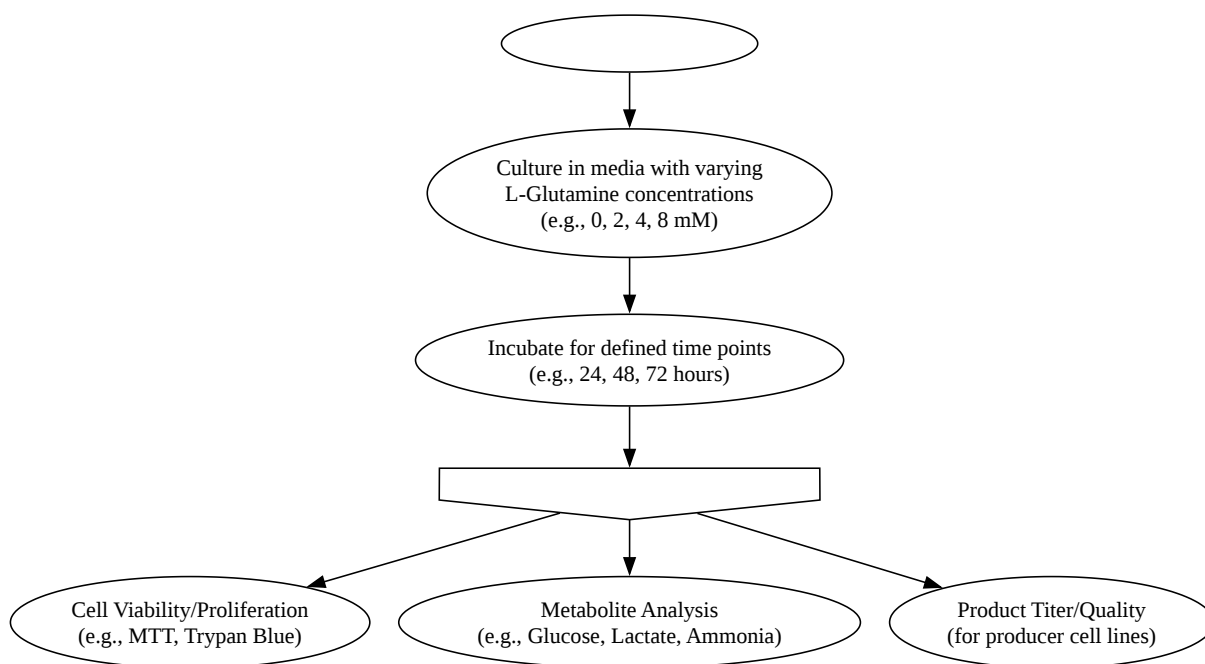 Culture in media with varying
L-Glutamine concentrations
(e.g., 0, 2, 4, 8 mM)
Incubate for defined time points
(e.g., 24, 48, 72 hours)
Cell Viability/Proliferation
(e.g., MTT, Trypan Blue)
Metabolite Analysis
(e.g., Glucose, Lactate, Ammonia)
Product Titer/Quality
(for producer cell lines)